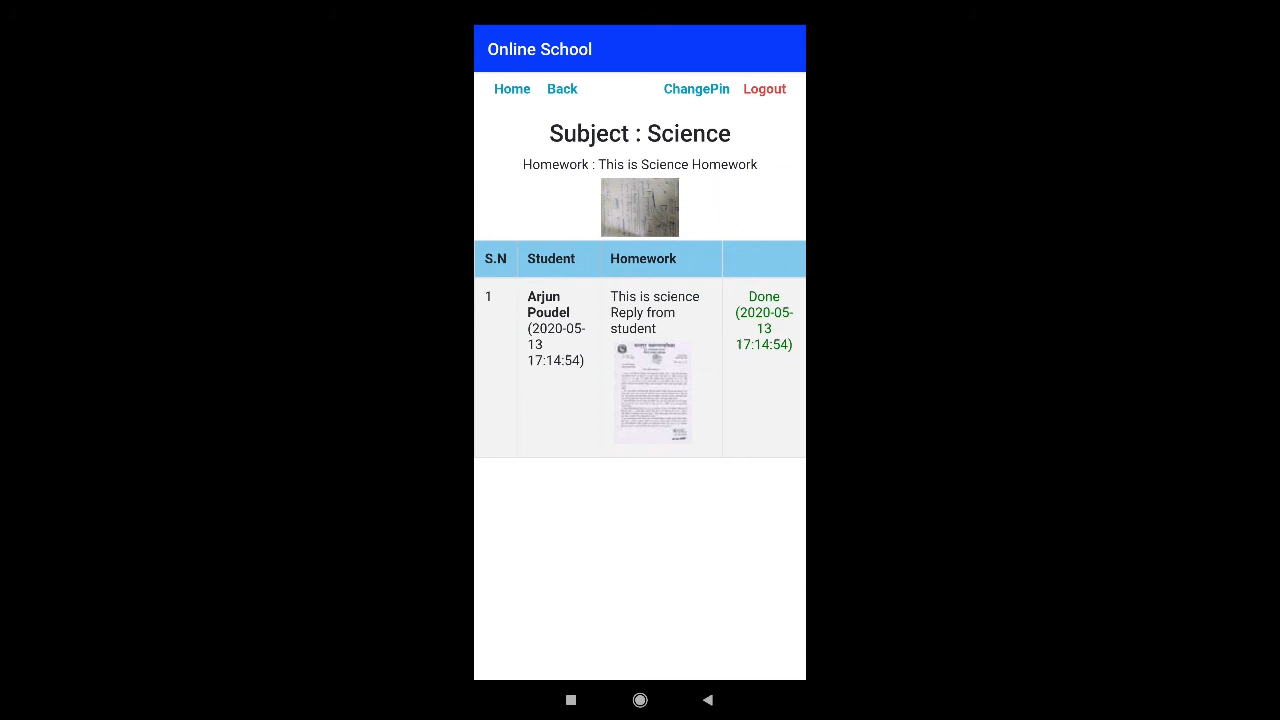 Online School
Home Back ChangePin Logout
Subject : Science
Homework : This is Science Homework
S.N Student Homework
1 Arjun Poudel (2020-05-13 17:14:54) This is science Reply from student Done (2020-05-13 17:14:54)